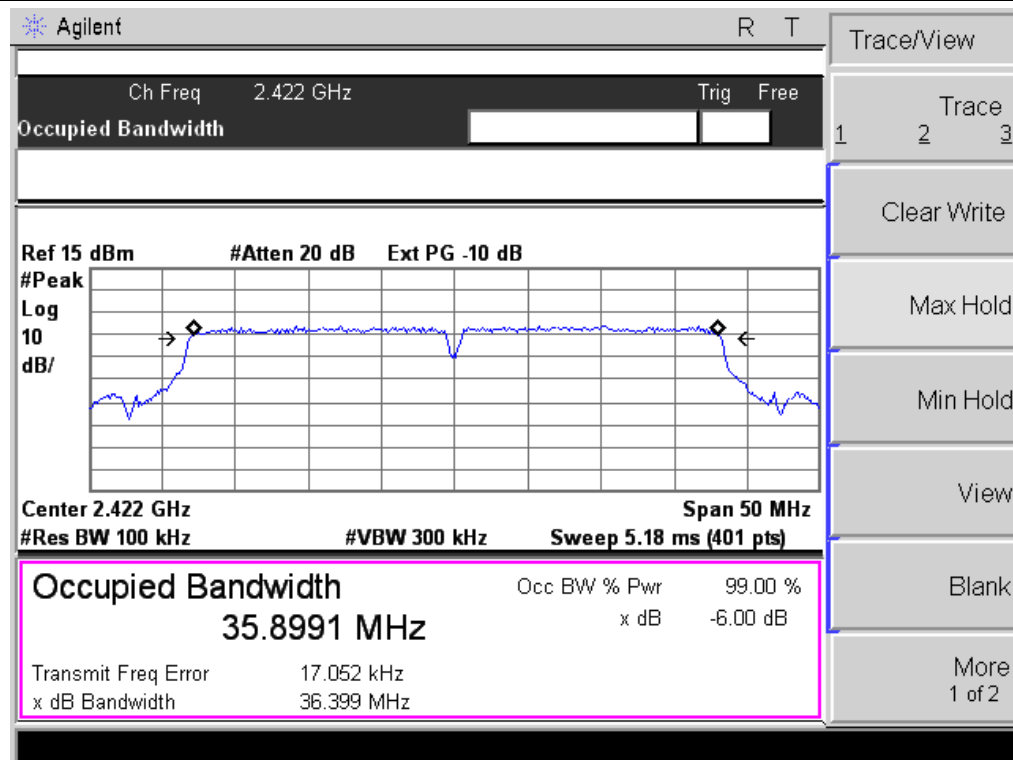 Agilent R T
Ch Freq 2.422 GHz Trig Free
Occupied Bandwidth
Ref 15 dBm #Atten 20 dB Ext PG -10 dB
#Peak
Log
10
dB/
Center 2.422 GHz Span 50 MHz
#Res BW 100 kHz #VBW 300 kHz Sweep 5.18 ms (401 pts)
Occupied Bandwidth Occ BW % Pwr 99.00 %
35.8991 MHz x dB -6.00 dB
Transmit Freq Error 17.052 kHz
x dB Bandwidth 36.399 MHz
Trace/View
Trace
1 2 3
Clear Write
Max Hold
Min Hold
View
Blank
More
1 of 2